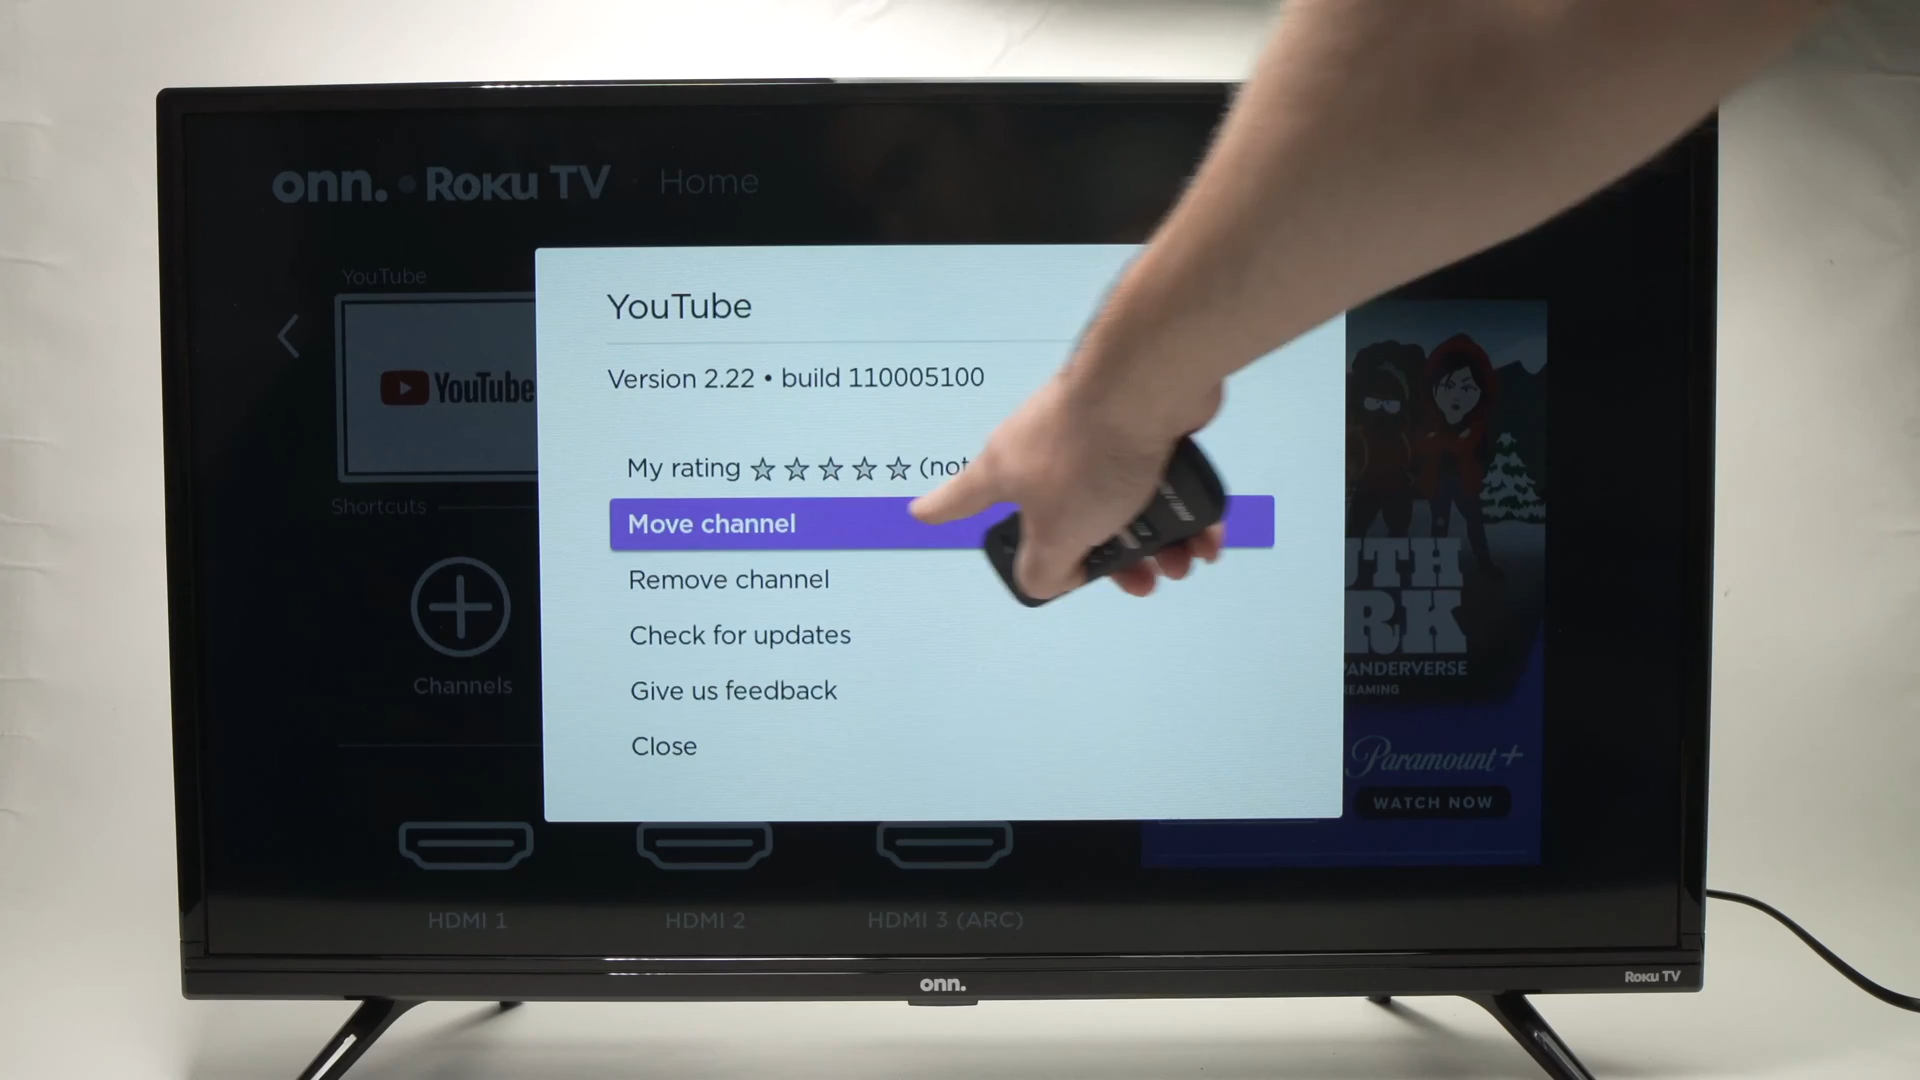 onn. • Roku TV · Home
YouTube
YouTube
Shortcuts
Channels
YouTube
Version 2.22 • build 110005100
My rating ☆ ☆ ☆ ☆ ☆ (not
Move channel
Remove channel
Check for updates
Give us feedback
Close
Paramount+
WATCH NOW
HDMI 1
HDMI 2
HDMI 3 (ARC)
onn.
Roku TV